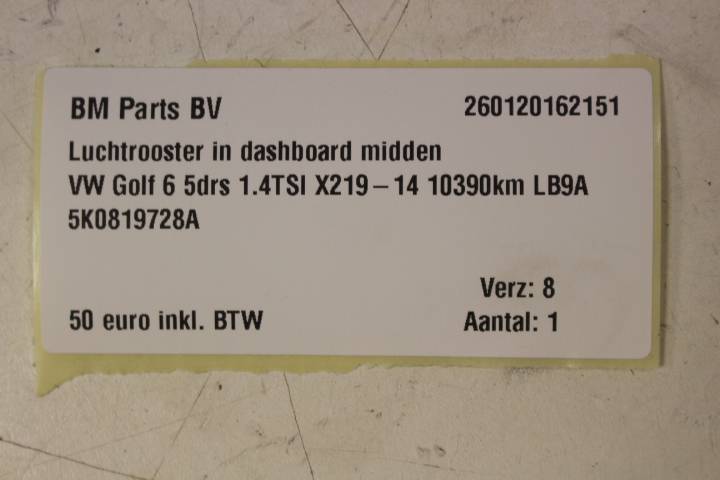 BM Parts BV 260120162151
Luchtrooster in dashboard midden
VW Golf 6 5drs 1.4TSI X219-14 10390km LB9A
5K0819728A
Verz: 8
50 euro inkl. BTW Aantal: 1